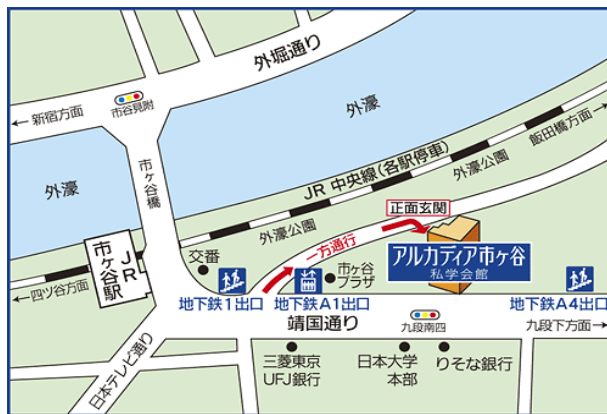 外堀通り
市谷見附
← 新宿方面
外濠
飯田橋方面 →
市ヶ谷橋
JR 中央線(各駅停車)
外濠公園
外濠
正面玄関
外濠公園
一方通行
アルカディア市ヶ谷
私学会館
JR
市ヶ谷駅
交番
市ヶ谷
プラザ
← 四ツ谷方面
地下鉄1出口
地下鉄A1出口
地下鉄A4出口
靖国通り
九段南四
九段下方面 →
日本テレビ通り
三菱東京
UFJ銀行
日本大学
本部
りそな銀行